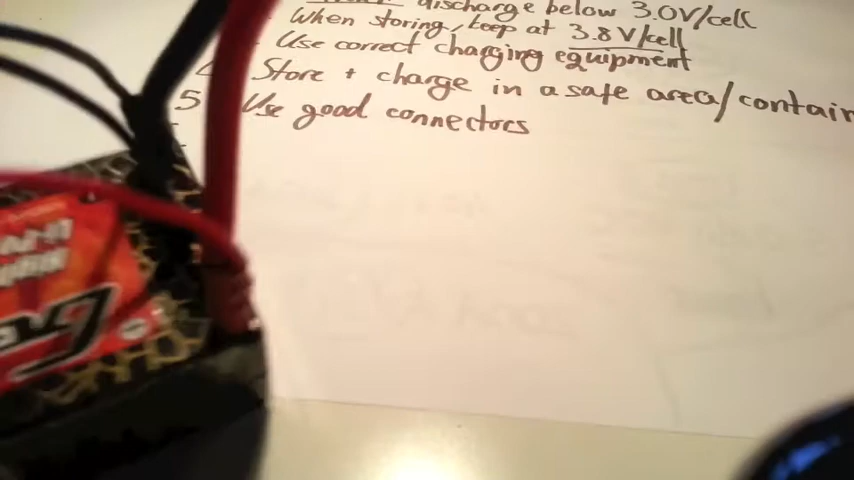 discharge below 3.0V/cell
When storing, keep at 3.8V/cell
Use correct charging equipment
Store + charge in a safe area/contain
5 Use good connectors